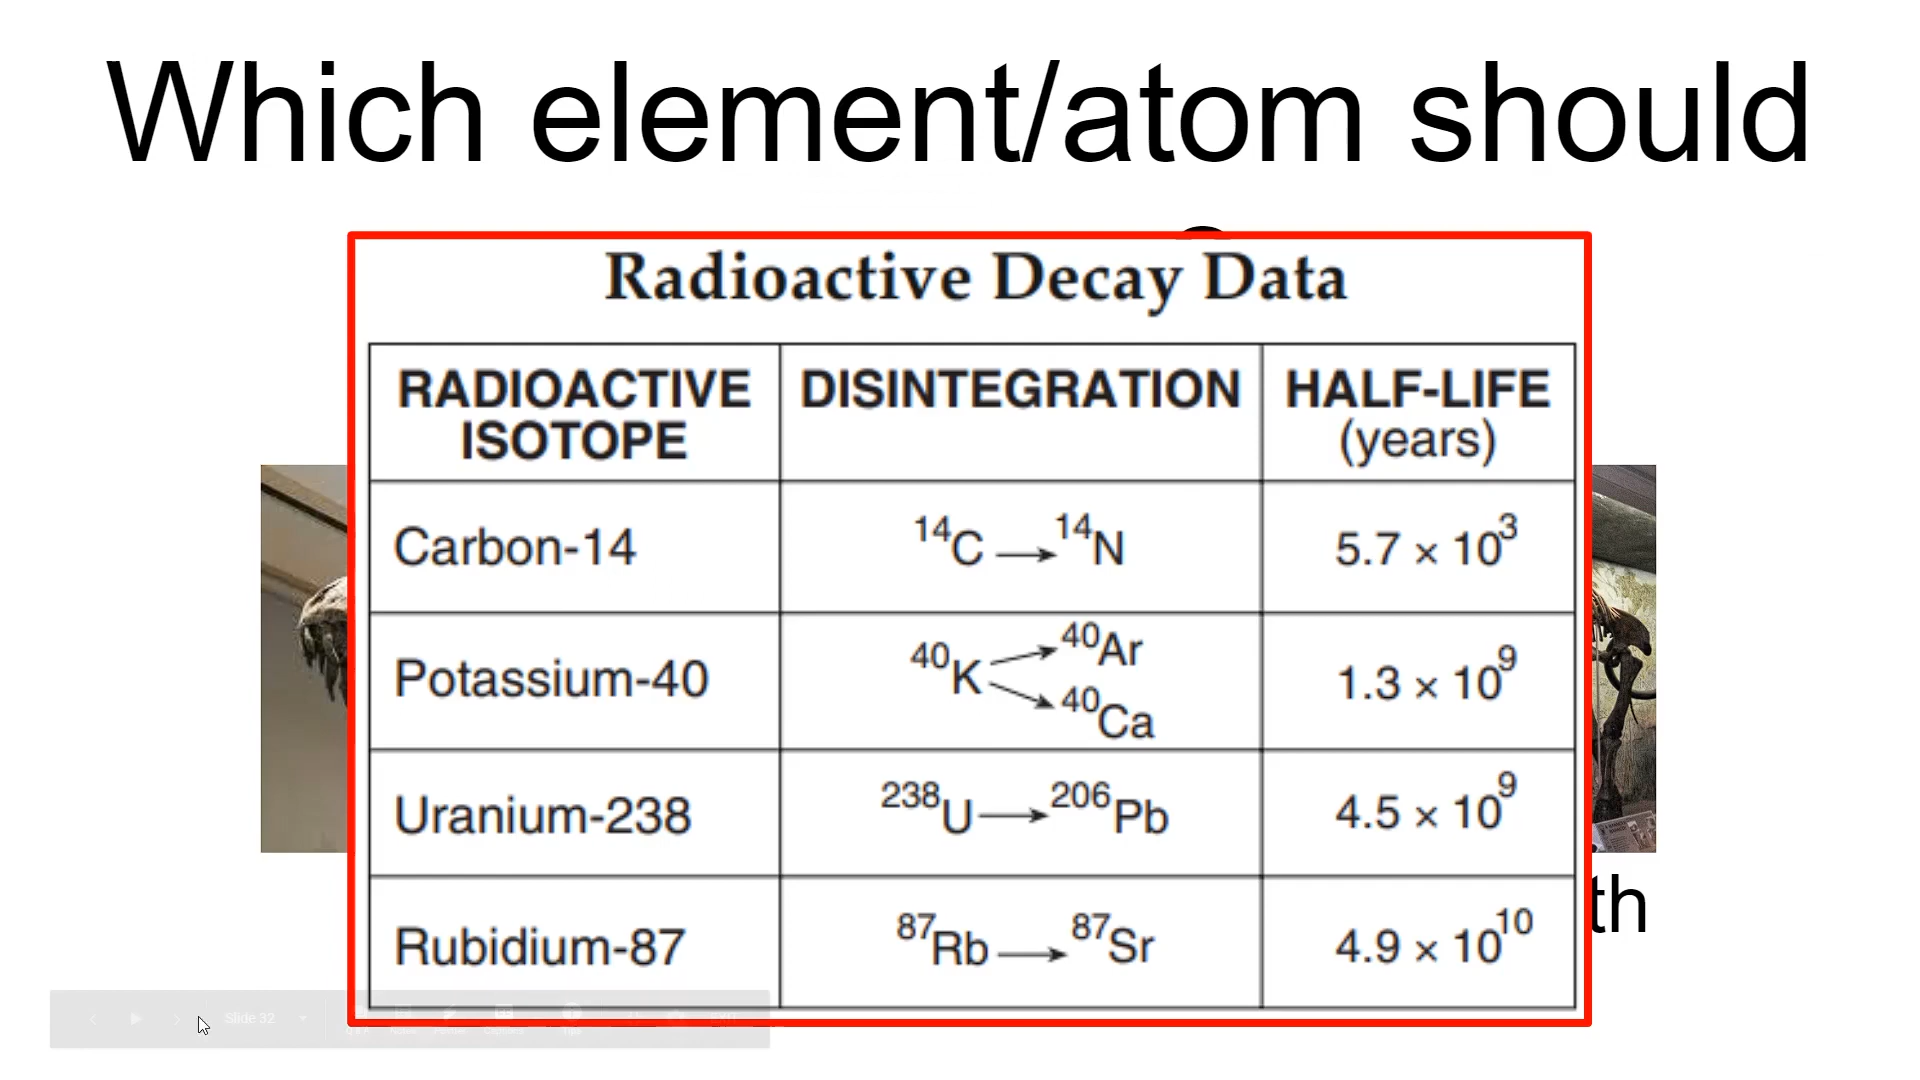 Which element/atom should
Radioactive Decay Data
RADIOACTIVE ISOTOPE DISINTEGRATION HALF-LIFE (years)
Carbon-14 ¹⁴C → ¹⁴N 5.7 × 10³
Potassium-40 ⁴⁰K → ⁴⁰Ar ⁴⁰Ca 1.3 × 10⁹
Uranium-238 ²³⁸U → ²⁰⁶Pb 4.5 × 10⁹
Rubidium-87 ⁸⁷Rb → ⁸⁷Sr 4.9 × 10¹⁰
th
Slide 32